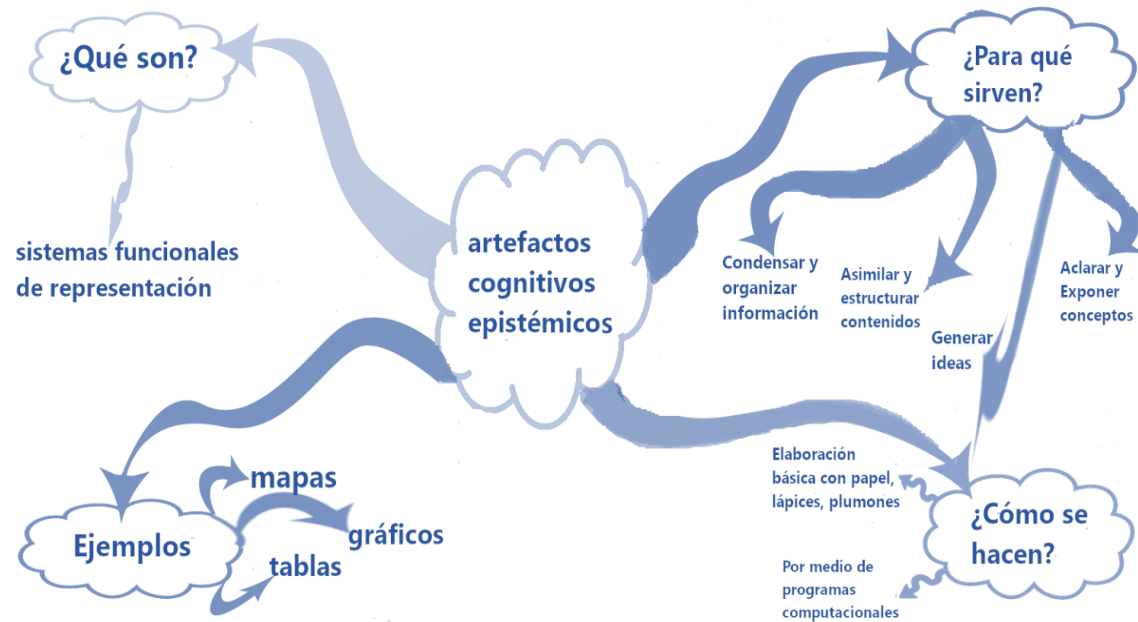 ¿Qué son?
sistemas funcionales
de representación
artefactos
cognitivos
epistémicos
¿Para qué
sirven?
Condensar y
organizar
información
Asimilar y
estructurar
contenidos
Generar
ideas
Aclarar y
Exponer
conceptos
Ejemplos
mapas
gráficos
tablas
¿Cómo se
hacen?
Elaboración
básica con papel,
lápices, plumones
Por medio de
programas
computacionales